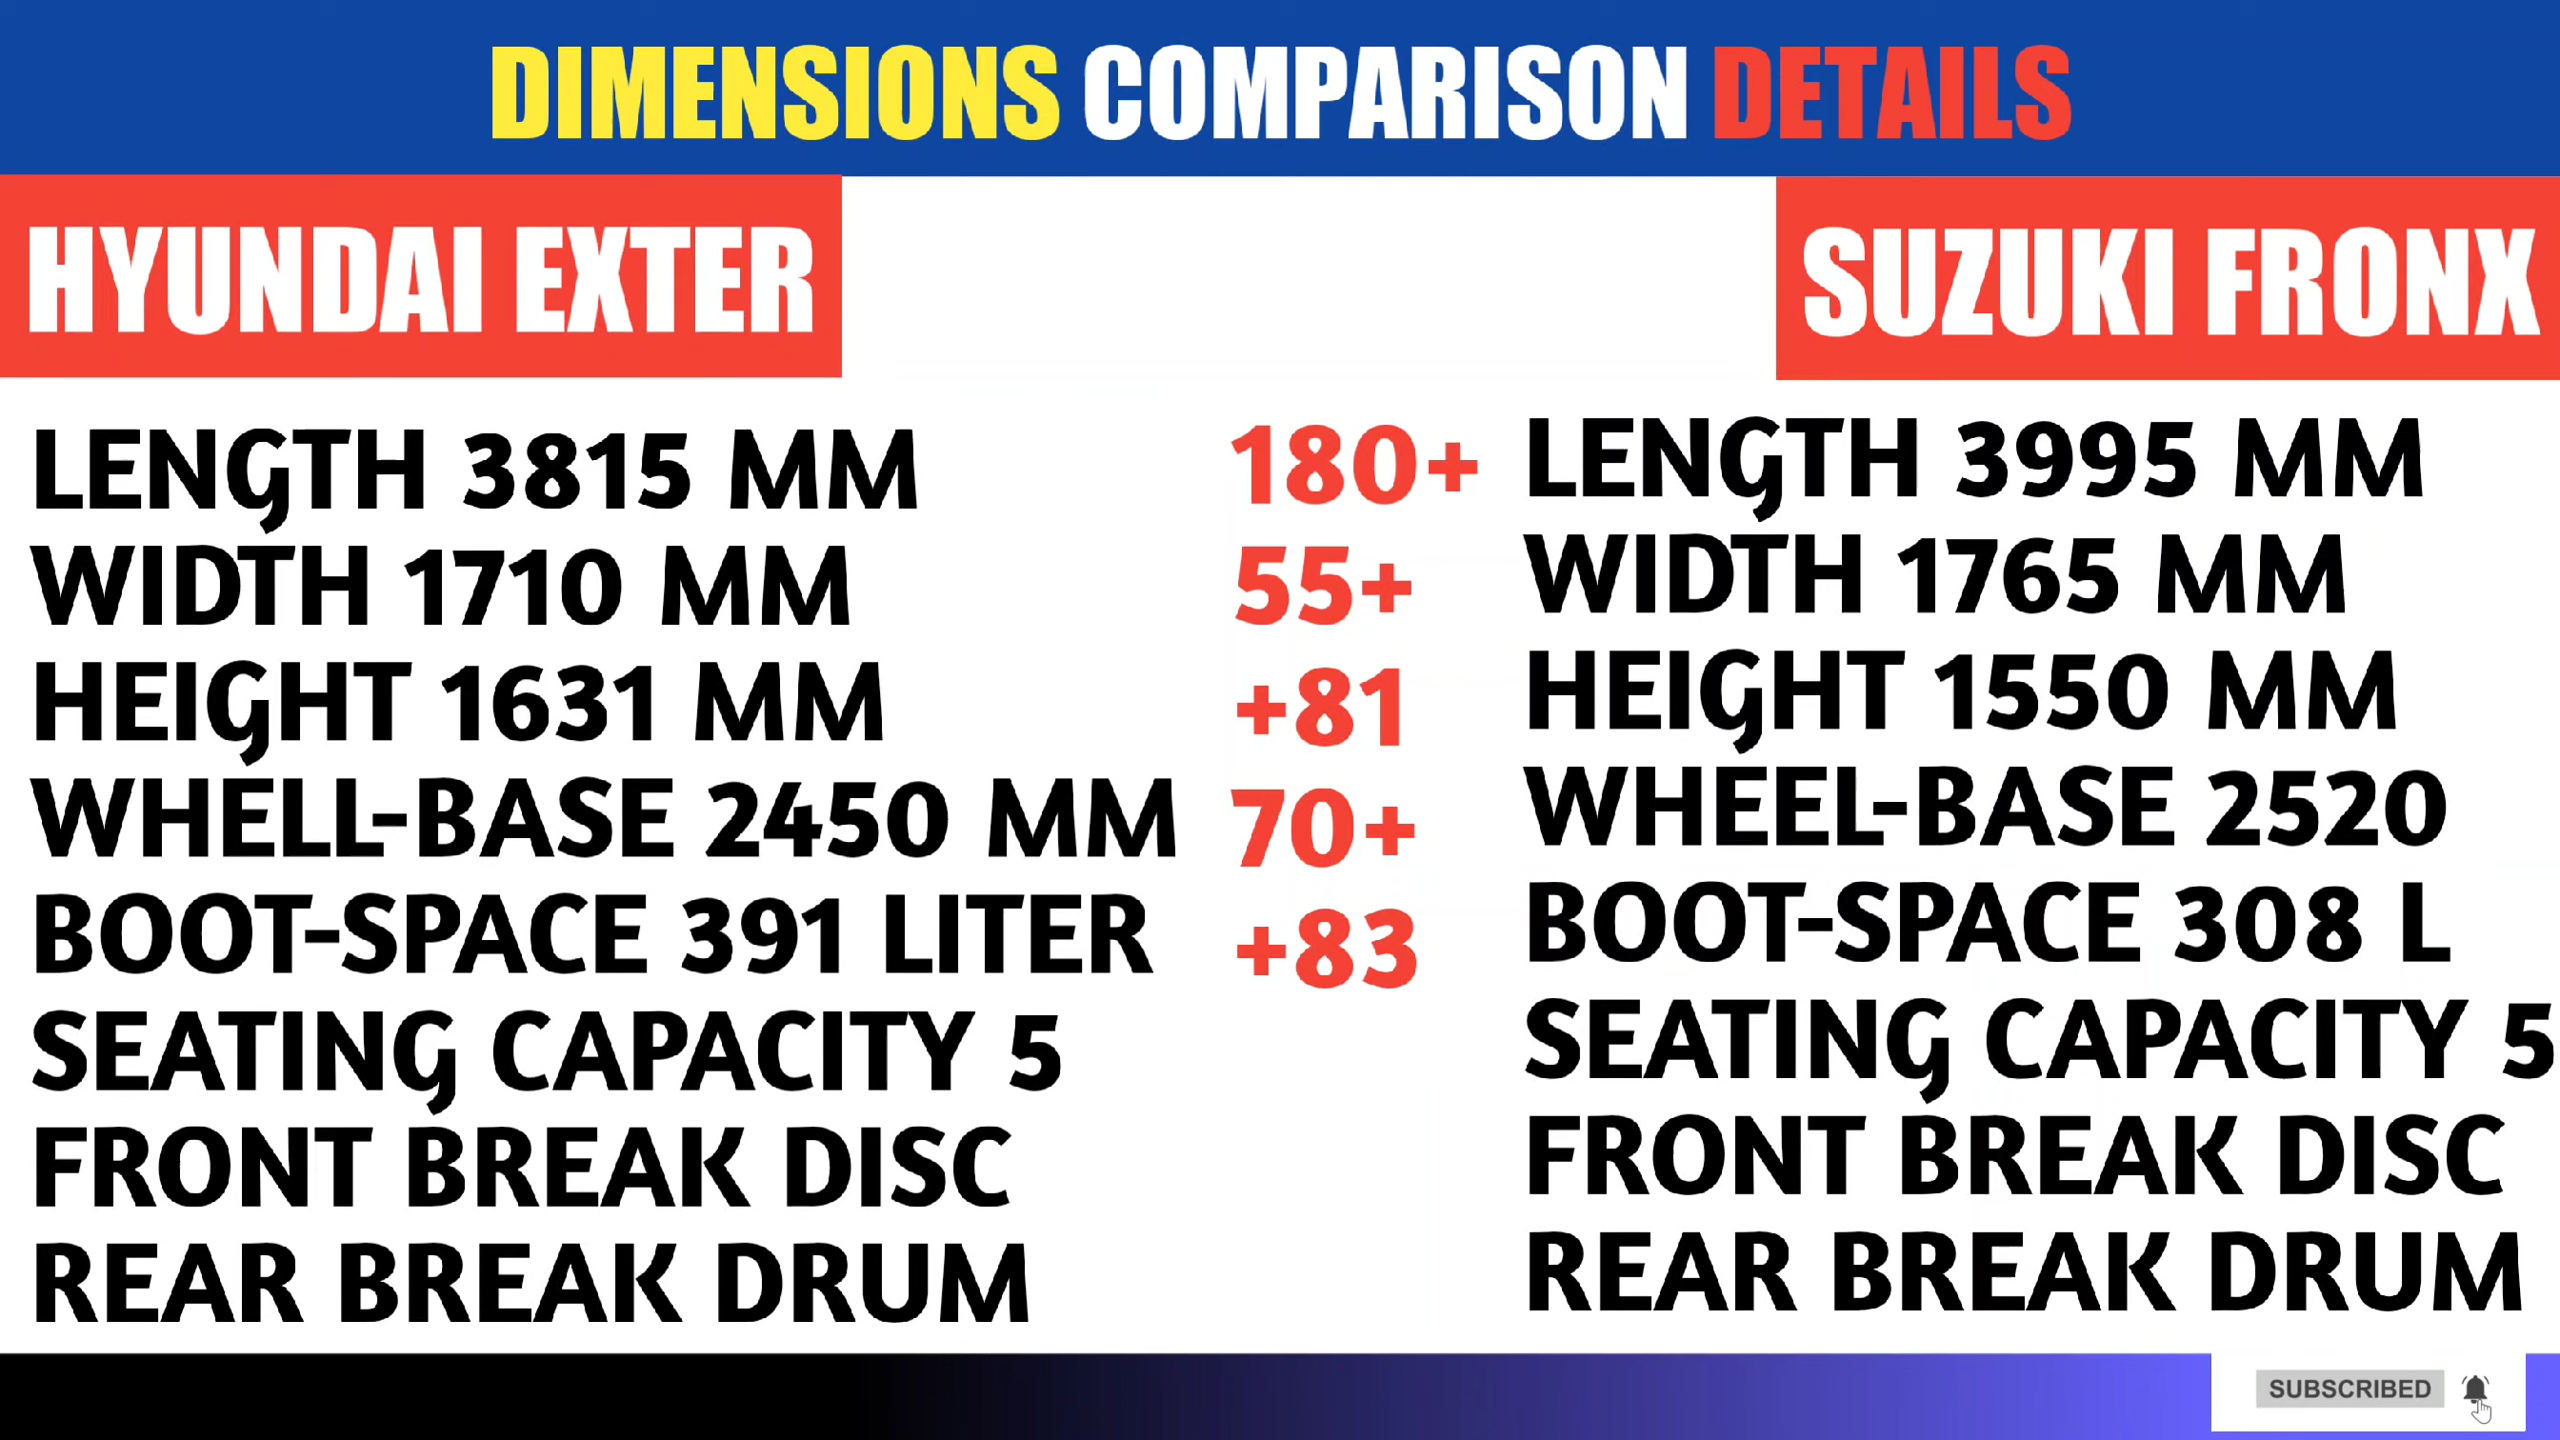 DIMENSIONS COMPARISON DETAILS
HYUNDAI EXTER
SUZUKI FRONX
LENGTH 3815 MM
WIDTH 1710 MM
HEIGHT 1631 MM
WHELL-BASE 2450 MM
BOOT-SPACE 391 LITER
SEATING CAPACITY 5
FRONT BREAK DISC
REAR BREAK DRUM
180+
55+
+81
70+
+83
LENGTH 3995 MM
WIDTH 1765 MM
HEIGHT 1550 MM
WHEEL-BASE 2520
BOOT-SPACE 308 L
SEATING CAPACITY 5
FRONT BREAK DISC
REAR BREAK DRUM
SUBSCRIBED